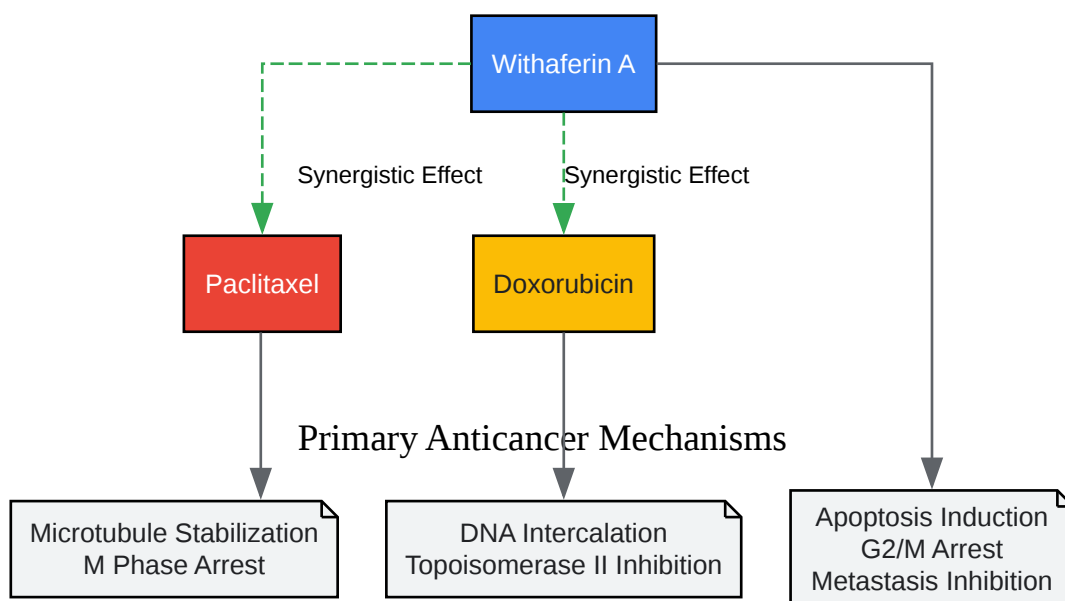 Withaferin A
Synergistic Effect
Synergistic Effect
Paclitaxel
Doxorubicin
Primary Anticancer Mechanisms
Microtubule Stabilization
M Phase Arrest
DNA Intercalation
Topoisomerase II Inhibition
Apoptosis Induction
G2/M Arrest
Metastasis Inhibition